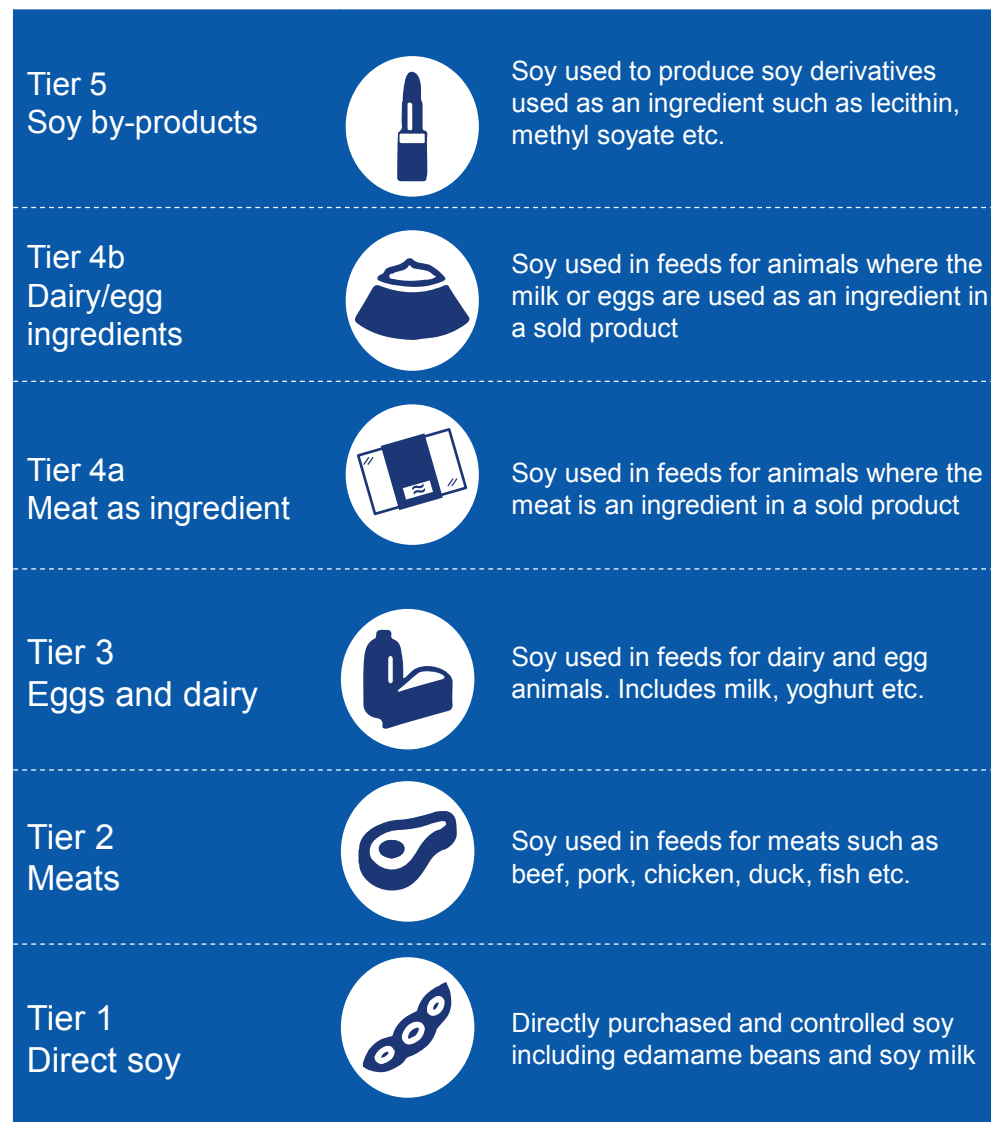 Tier 5
Soy by-products
Soy used to produce soy derivatives
used as an ingredient such as lecithin,
methyl soyate etc.
Tier 4b
Dairy/egg
ingredients
Soy used in feeds for animals where the
milk or eggs are used as an ingredient in
a sold product
Tier 4a
Meat as ingredient
Soy used in feeds for animals where the
meat is an ingredient in a sold product
Tier 3
Eggs and dairy
Soy used in feeds for dairy and egg
animals. Includes milk, yoghurt etc.
Tier 2
Meats
Soy used in feeds for meats such as
beef, pork, chicken, duck, fish etc.
Tier 1
Direct soy
Directly purchased and controlled soy
including edamame beans and soy milk